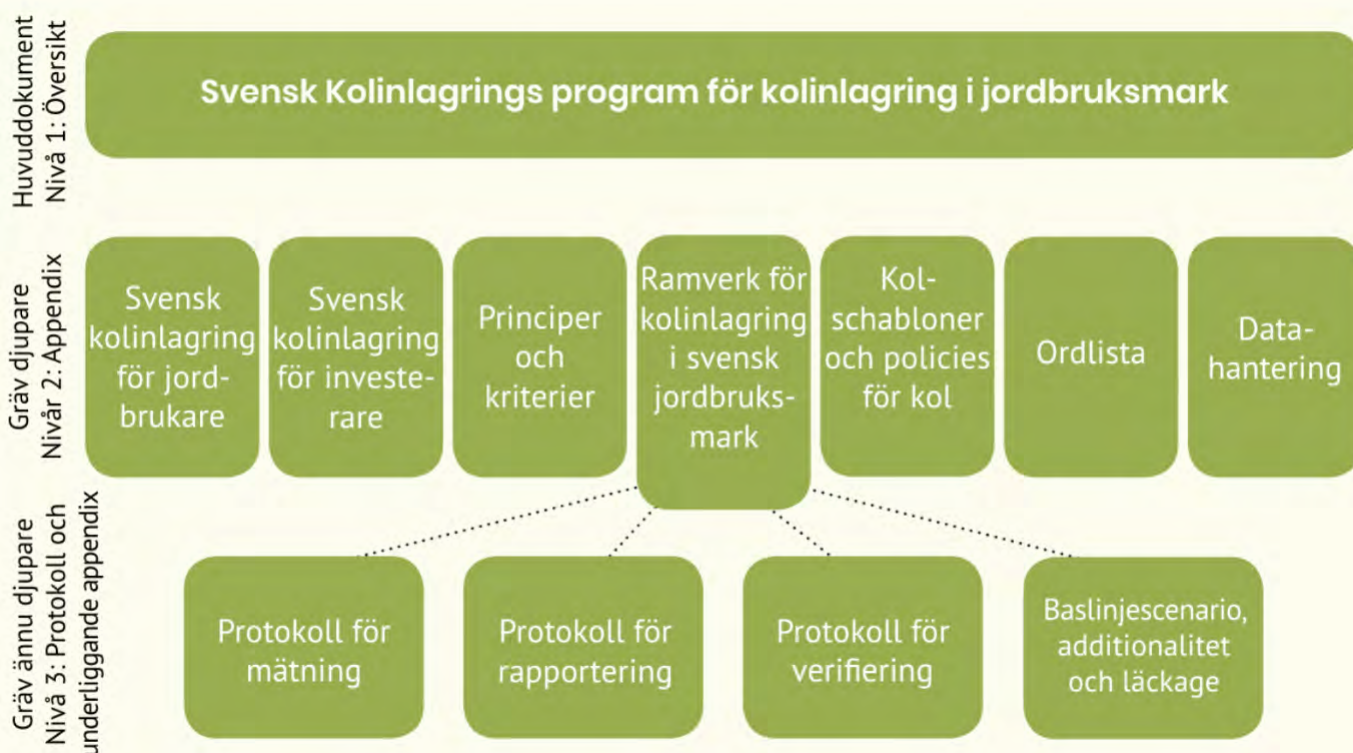 Huvuddokument
Nivå 1: Översikt
Svensk Kolinlagrings program för kolinlagring i jordbruksmark
Gräv djupare
Nivår 2: Appendix
Svensk
kolinlagring
för jord-
brukare
Svensk
kolinlagring
för investe-
rare
Principer
och
kriterier
Ramverk för
kolinlagring
i svensk
jordbruks-
mark
Kol-
schabloner
och policies
för kol
Ordlista
Data-
hantering
Gräv ännu djupare
Nivå 3: Protokoll och
underliggande appendix
Protokoll för
mätning
Protokoll för
rapportering
Protokoll för
verifiering
Baslinjescenario,
additionalitet
och läckage